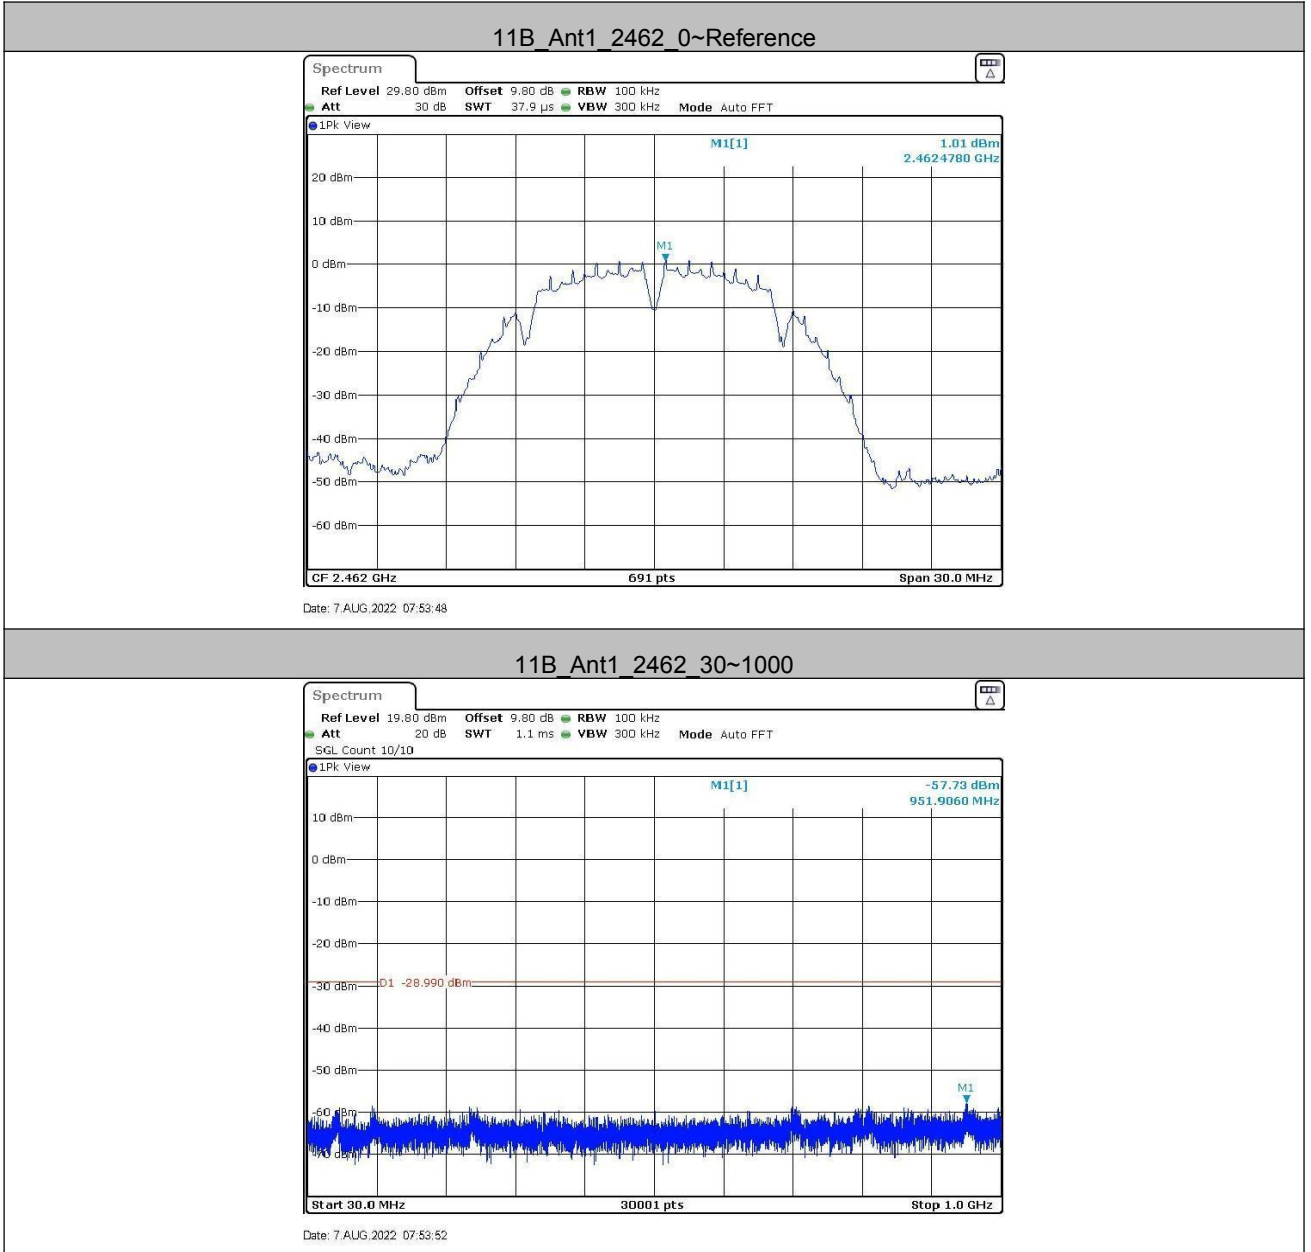 11B_Ant1_2462_0~Reference
Spectrum
Ref Level 29.80 dBm Offset 9.80 dB RBW 100 kHz
Att 30 dB SWT 37.9 µs VBW 300 kHz Mode Auto FFT
1Pk View
M1[1] 1.01 dBm
2.4624780 GHz
20 dBm
10 dBm
M1
0 dBm
-10 dBm
-20 dBm
-30 dBm
-40 dBm
-50 dBm
-60 dBm
CF 2.462 GHz 691 pts Span 30.0 MHz
Date: 7.AUG.2022 07:53:48
11B_Ant1_2462_30~1000
Spectrum
Ref Level 19.80 dBm Offset 9.80 dB RBW 100 kHz
Att 20 dB SWT 1.1 ms VBW 300 kHz Mode Auto FFT
SGL Count 10/10
1Pk View
M1[1] -57.73 dBm
951.9060 MHz
10 dBm
0 dBm
-10 dBm
-20 dBm
D1 -28.990 dBm
-30 dBm
-40 dBm
-50 dBm
M1
-60 dBm
-70 dBm
Start 30.0 MHz 30001 pts Stop 1.0 GHz
Date: 7.AUG.2022 07:53:52